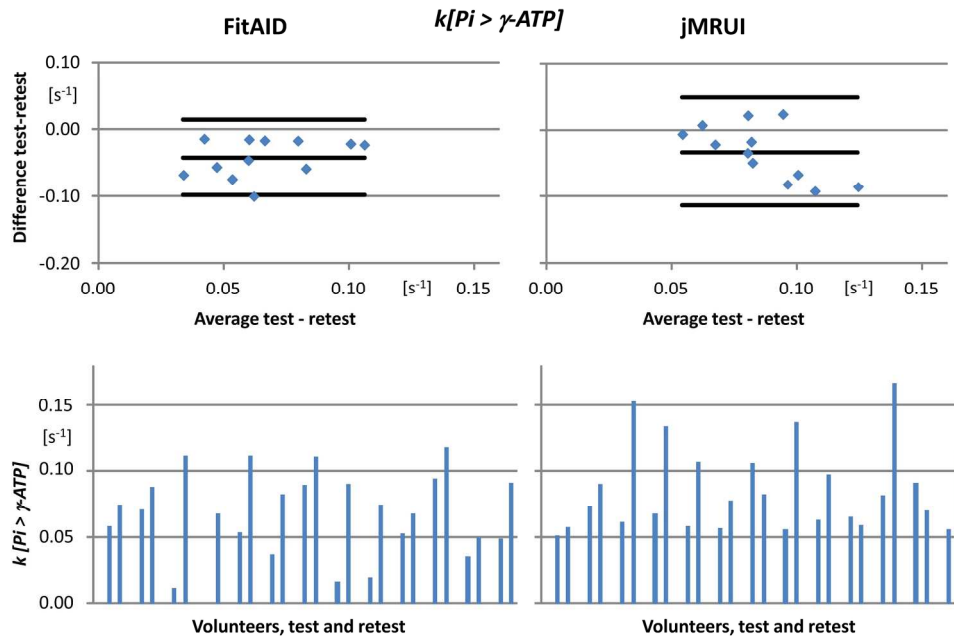 k[Pi > γ-ATP]
FitAID
jMRUI
Difference test-retest
0.10
[s⁻¹]
0.00
-0.10
-0.20
0.00
0.05
0.10
[s⁻¹]
0.15
Average test - retest
0.00
0.05
0.10
[s⁻¹]
0.15
Average test - retest
k [Pi > γ-ATP]
0.15
[s⁻¹]
0.10
0.05
0.00
Volunteers, test and retest
Volunteers, test and retest